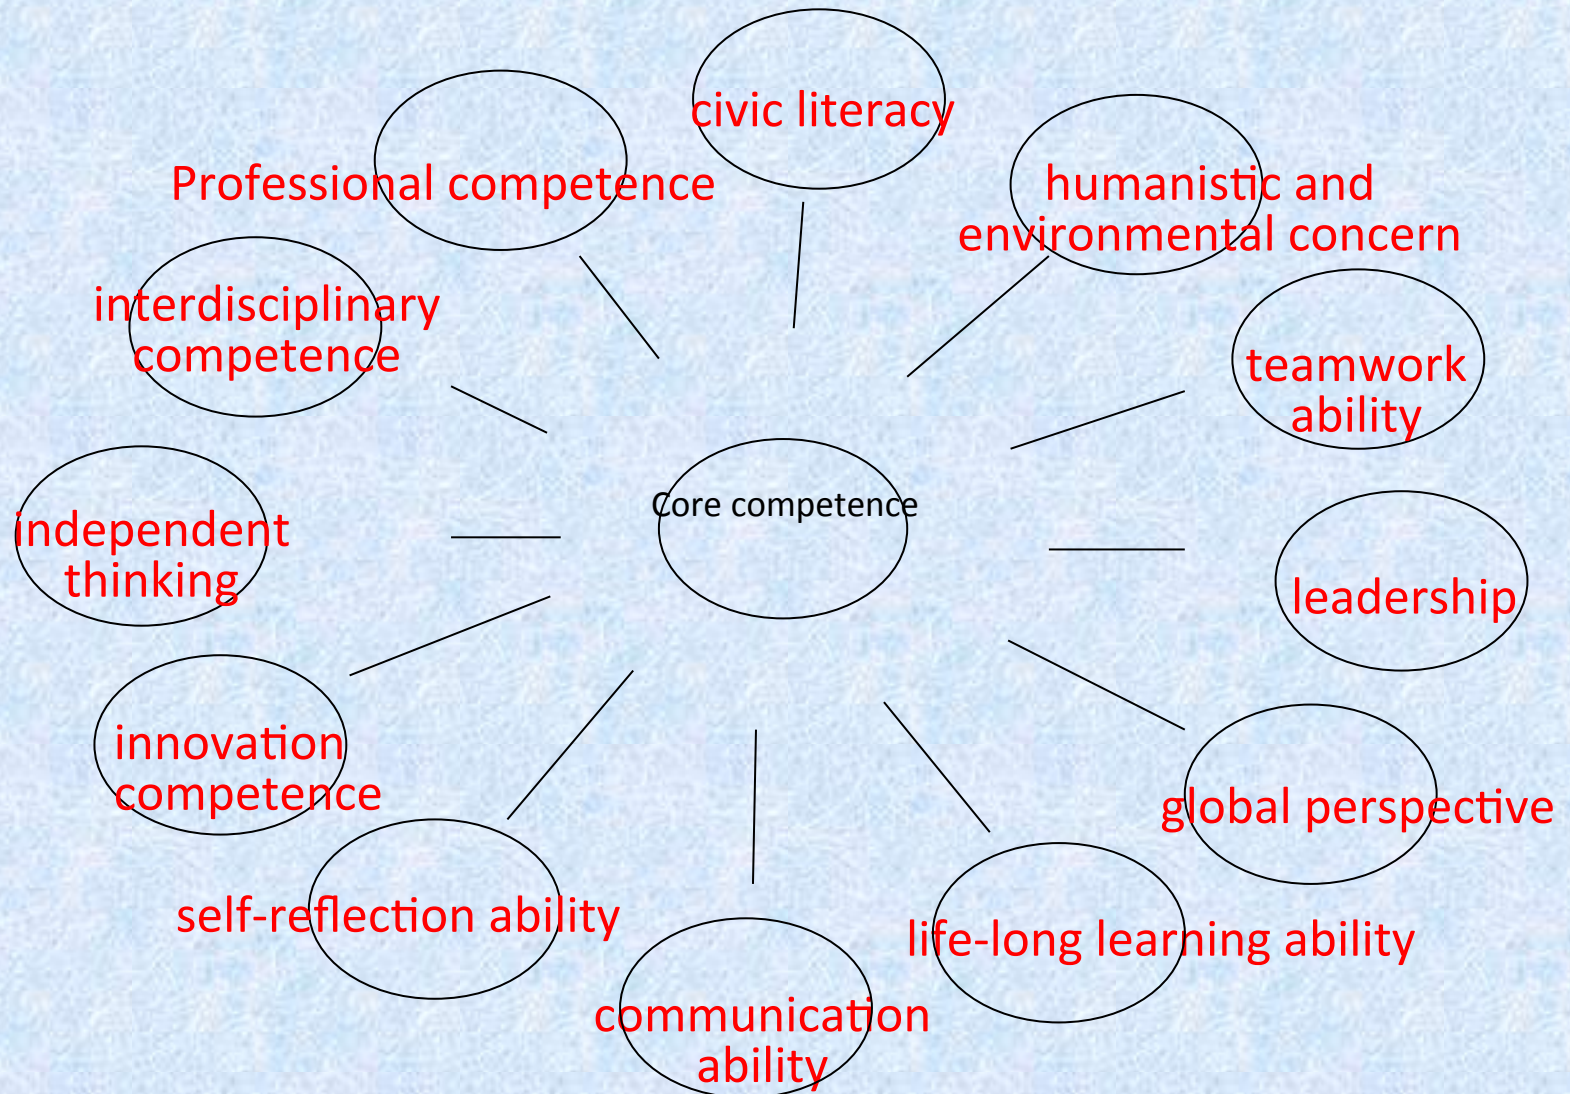 civic literacy
Professional competence
humanistic and
environmental concern
interdisciplinary
competence
teamwork
ability
Core competence
independent
thinking
leadership
innovation
competence
global perspective
self-reflection ability
life-long learning ability
communication
ability